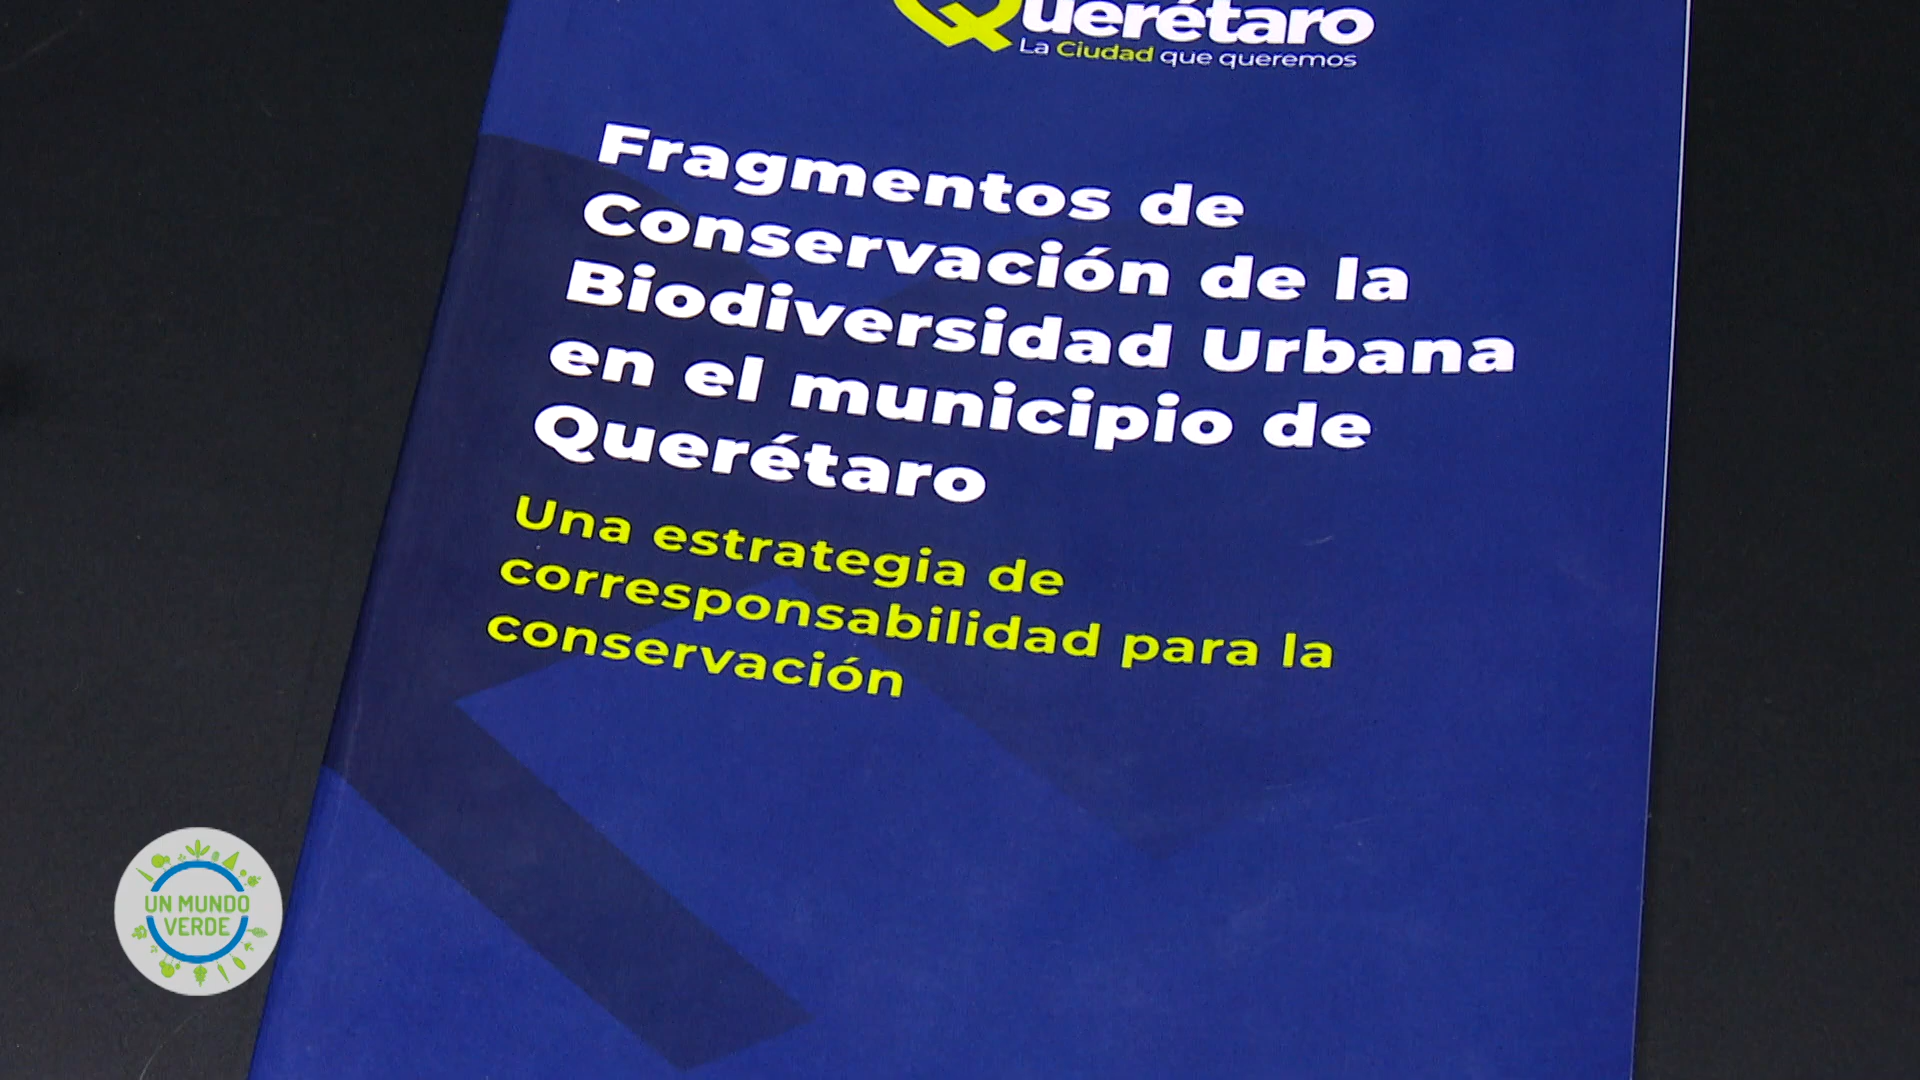 Querétaro
La Ciudad que queremos
Fragmentos de
Conservación de la
Biodiversidad Urbana
en el municipio de
Querétaro
Una estrategia de
corresponsabilidad para la
conservación
UN MUNDO
VERDE